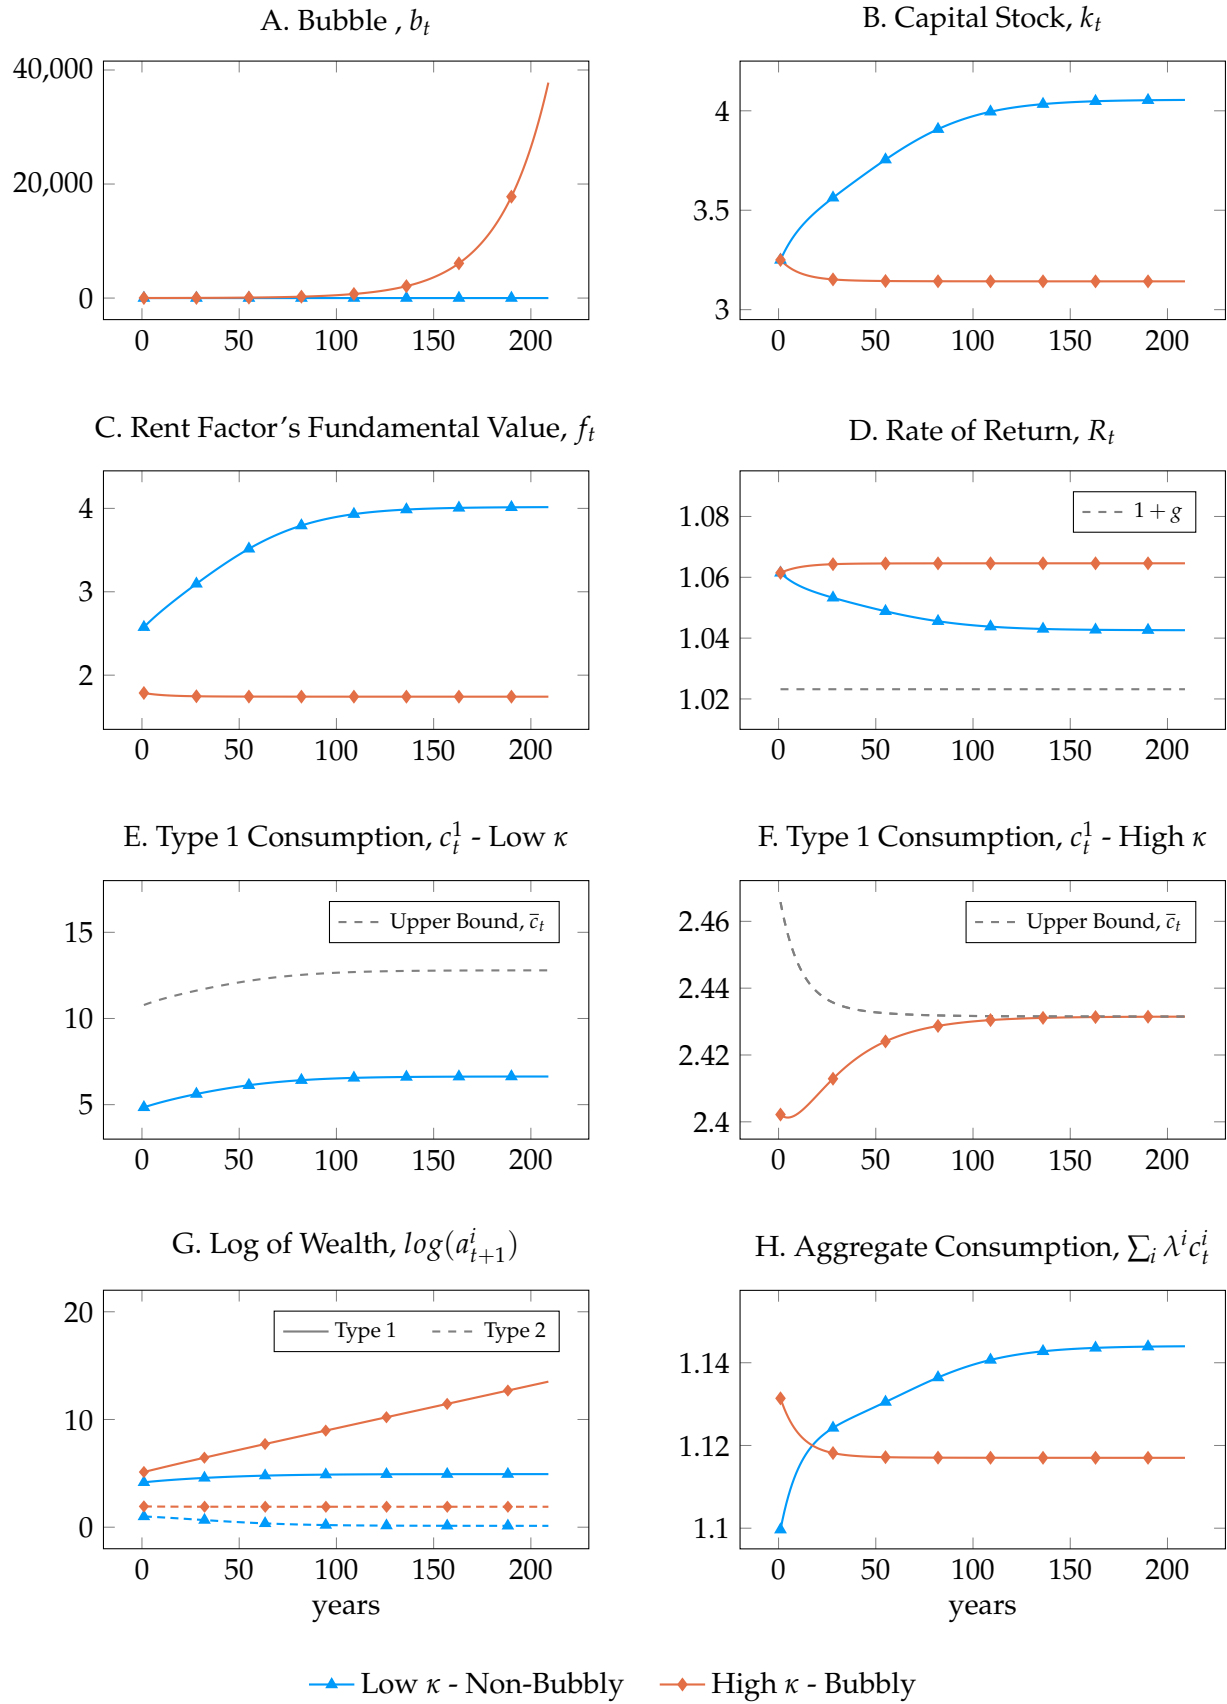 A. Bubble , b_t
40,000
20,000
0
0 50 100 150 200
B. Capital Stock, k_t
4
3.5
3
0 50 100 150 200
C. Rent Factor's Fundamental Value, f_t
4
3
2
0 50 100 150 200
D. Rate of Return, R_t
1.08
1.06
1.04
1.02
1 + g
0 50 100 150 200
E. Type 1 Consumption, c_t^1 - Low κ
15
10
5
Upper Bound, c̄_t
0 50 100 150 200
F. Type 1 Consumption, c_t^1 - High κ
2.46
2.44
2.42
2.4
Upper Bound, c̄_t
0 50 100 150 200
G. Log of Wealth, log(a_{t+1}^i)
20
10
0
Type 1 Type 2
0 50 100 150 200
years
H. Aggregate Consumption, ∑_i λ^i c_t^i
1.14
1.12
1.1
0 50 100 150 200
years
Low κ - Non-Bubbly High κ - Bubbly